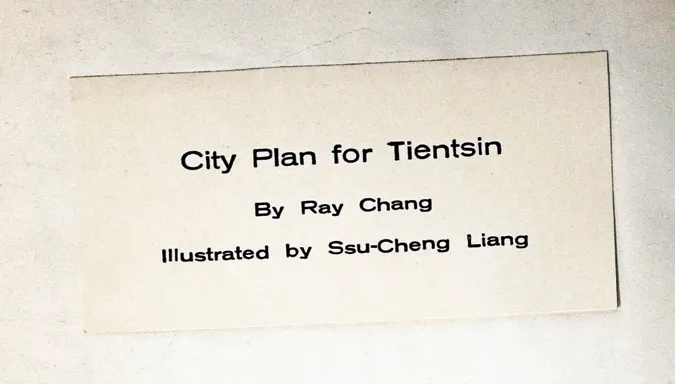 City Plan for Tientsin
By Ray Chang
Illustrated by Ssu-Cheng Liang